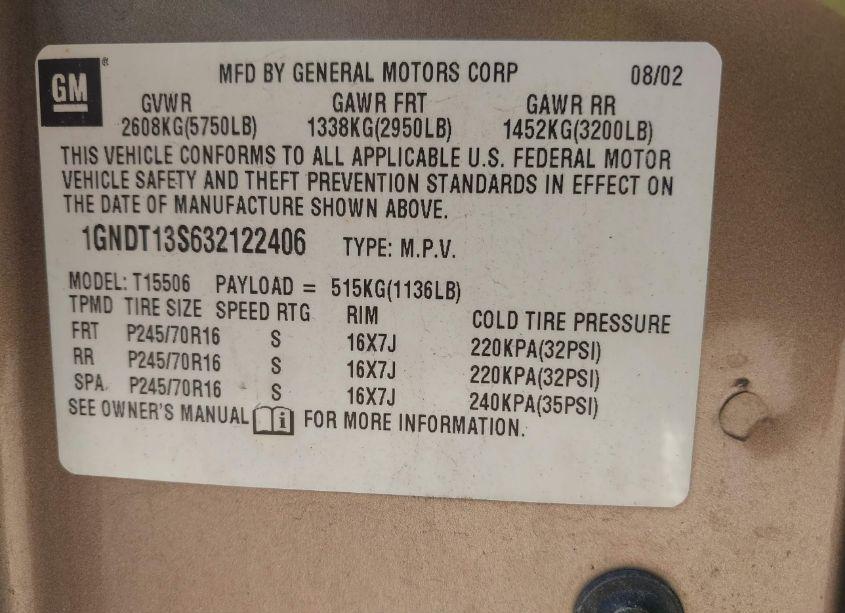 GM®
MFD BY GENERAL MOTORS CORP 08/02
GVWR GAWR FRT GAWR RR
2608KG(5750LB) 1338KG(2950LB) 1452KG(3200LB)
THIS VEHICLE CONFORMS TO ALL APPLICABLE U.S. FEDERAL MOTOR
VEHICLE SAFETY AND THEFT PREVENTION STANDARDS IN EFFECT ON
THE DATE OF MANUFACTURE SHOWN ABOVE.
1GNDT13S632122406 TYPE: M.P.V.
MODEL: T15506 PAYLOAD = 515KG(1136LB)
TPMD TIRE SIZE SPEED RTG RIM COLD TIRE PRESSURE
FRT P245/70R16 S 16X7J 220KPA(32PSI)
RR P245/70R16 S 16X7J 220KPA(32PSI)
SPA P245/70R16 S 16X7J 240KPA(35PSI)
SEE OWNER'S MANUAL i FOR MORE INFORMATION.